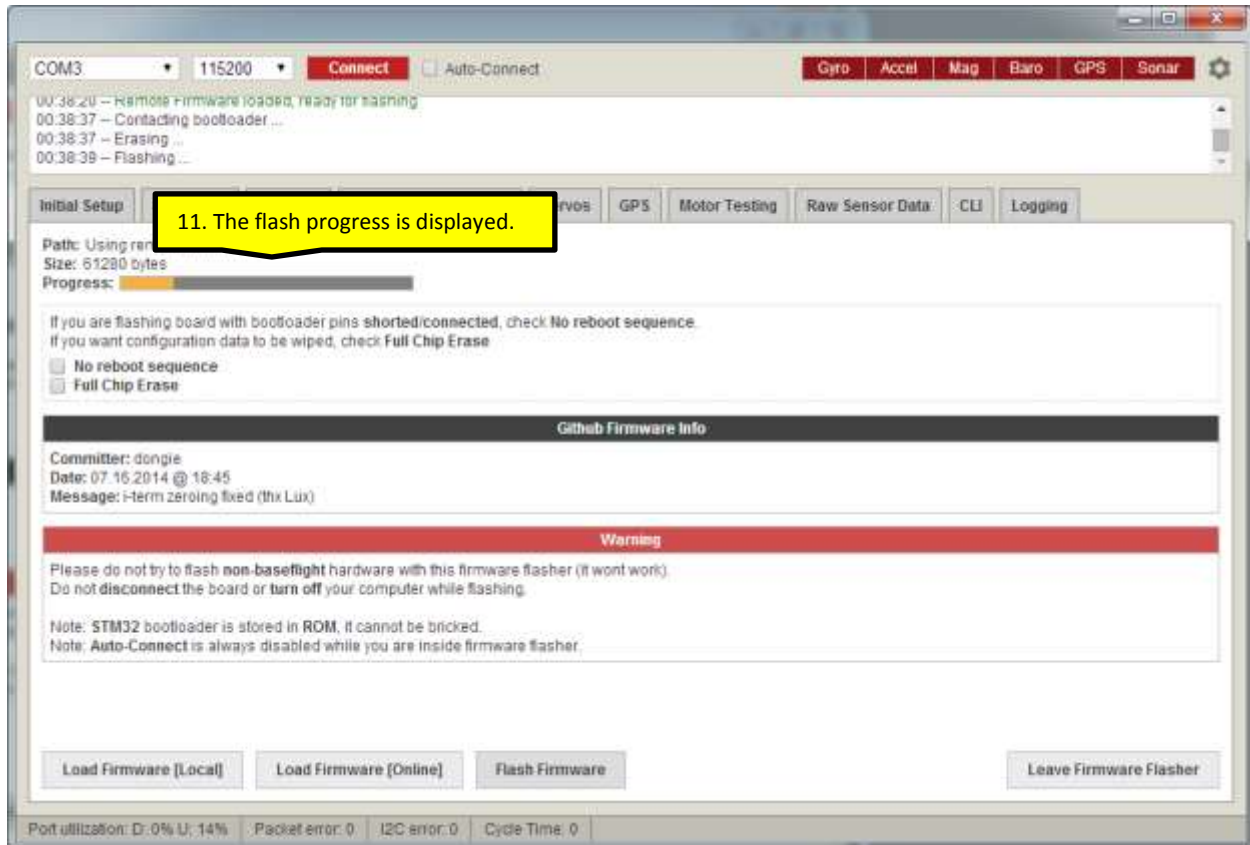 COM3 115200 Connect Auto-Connect Gyro Accel Mag Baro GPS Sonar
00:38:20 -- Remote Firmware loaded, ready for flashing
00:38:37 -- Contacting bootloader ...
00:38:37 -- Erasing ...
00:38:39 -- Flashing ...
Initial Setup GPS Motor Testing Raw Sensor Data CLI Logging
11. The flash progress is displayed.
Path: Using
Size: 61280 bytes
Progress:
If you are flashing board with bootloader pins shorted/connected, check No reboot sequence.
If you want configuration data to be wiped, check Full Chip Erase
No reboot sequence
Full Chip Erase
Github Firmware Info
Committer: dongie
Date: 07.16.2014 @ 18:45
Message: i-term zeroing fixed (thx Lux)
Warning
Please do not try to flash non-baseflight hardware with this firmware flasher (it wont work).
Do not disconnect the board or turn off your computer while flashing.
Note: STM32 bootloader is stored in ROM, it cannot be bricked.
Note: Auto-Connect is always disabled while you are inside firmware flasher.
Load Firmware [Local] Load Firmware [Online] Flash Firmware Leave Firmware Flasher
Port utilization: D: 0% U: 14% Packet error: 0 I2C error: 0 Cycle Time: 0